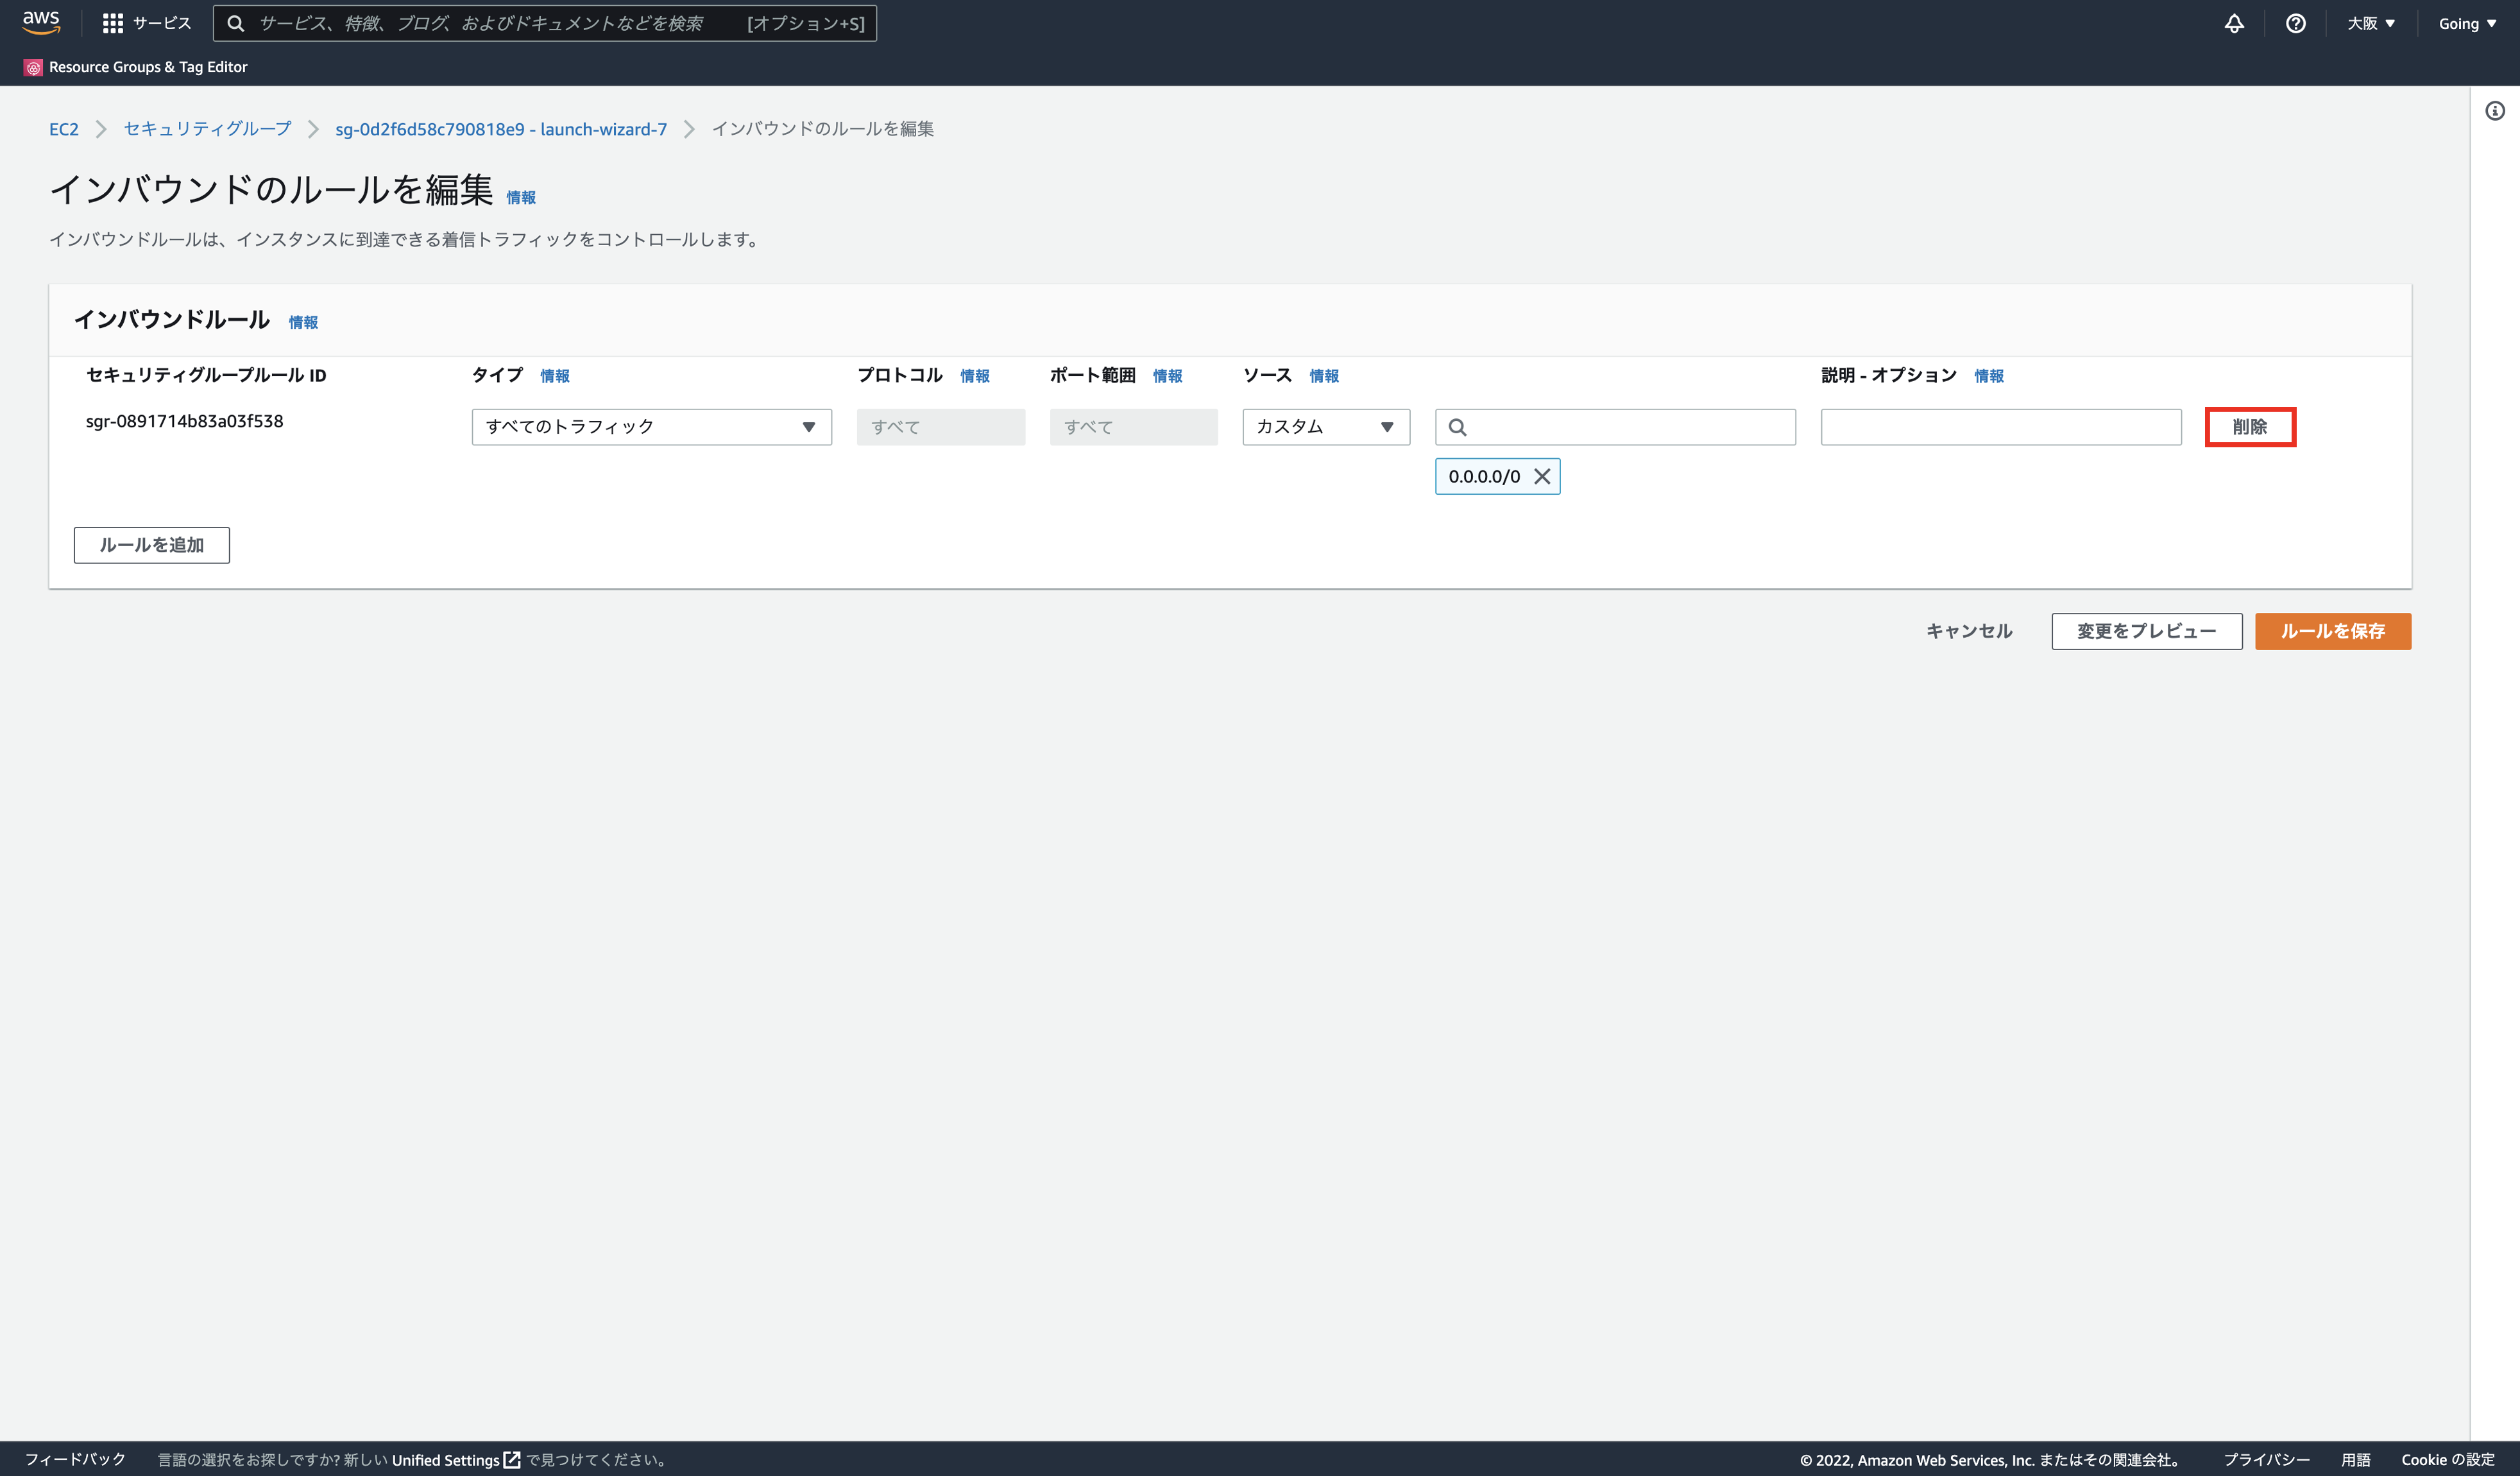 aws サービス サービス、特徴、ブログ、およびドキュメントなどを検索 [オプション+S] 大阪 Going
Resource Groups & Tag Editor
EC2 セキュリティグループ sg-0d2f6d58c790818e9 - launch-wizard-7 インバウンドのルールを編集
インバウンドのルールを編集 情報
インバウンドルールは、インスタンスに到達できる着信トラフィックをコントロールします。
インバウンドルール 情報
セキュリティグループルール ID タイプ 情報 プロトコル 情報 ポート範囲 情報 ソース 情報 説明 - オプション 情報
sgr-0891714b83a03f538 すべてのトラフィック すべて すべて カスタム 削除
0.0.0.0/0
ルールを追加
キャンセル 変更をプレビュー ルールを保存
フィードバック 言語の選択をお探しですか? 新しい Unified Settings で見つけてください。 © 2022, Amazon Web Services, Inc. またはその関連会社。 プライバシー 用語 Cookie の設定